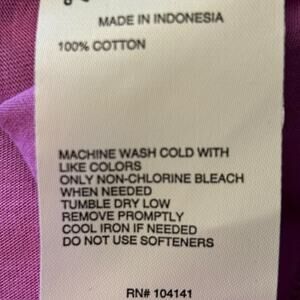 MADE IN INDONESIA
100% COTTON
MACHINE WASH COLD WITH
LIKE COLORS
ONLY NON-CHLORINE BLEACH
WHEN NEEDED
TUMBLE DRY LOW
REMOVE PROMPTLY
COOL IRON IF NEEDED
DO NOT USE SOFTENERS
RN# 104141